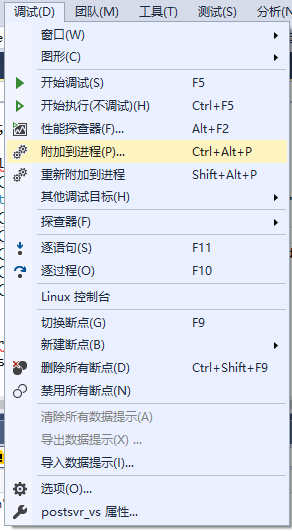 调试(D) 团队(M) 工具(T) 测试(S) 分析(N
窗口(W)
图形(C)
开始调试(S) F5
开始执行(不调试)(H) Ctrl+F5
性能探查器(F)... Alt+F2
附加到进程(P)... Ctrl+Alt+P
重新附加到进程 Shift+Alt+P
其他调试目标(H)
探查器(F)
逐语句(S) F11
逐过程(O) F10
Linux 控制台
切换断点(G) F9
新建断点(B)
删除所有断点(D) Ctrl+Shift+F9
禁用所有断点(N)
清除所有数据提示(A)
导出数据提示(X) ...
导入数据提示(I)...
选项(O)...
postsvr_vs 属性...